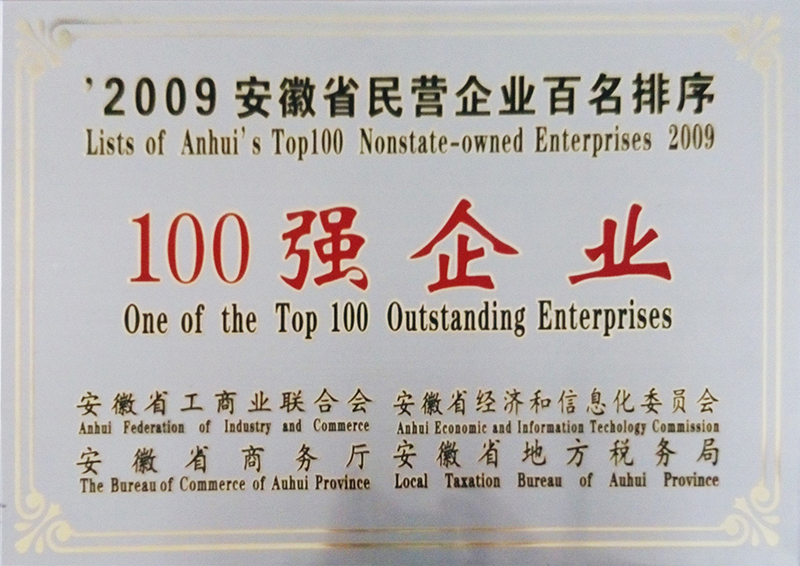 '2009安徽省民营企业百名排序
Lists of Anhui's Top100 Nonstate-owned Enterprises 2009
100强企业
One of the Top 100 Outstanding Enterprises
安徽省工商业联合会
Anhui Federation of Industry and Commerce
安徽省经济和信息化委员会
Anhui Economic and Information Techology Commission
安徽省商务厅
The Bureau of Commerce of Auhui Province
安徽省地方税务局
Local Taxation Bureau of Auhui Province